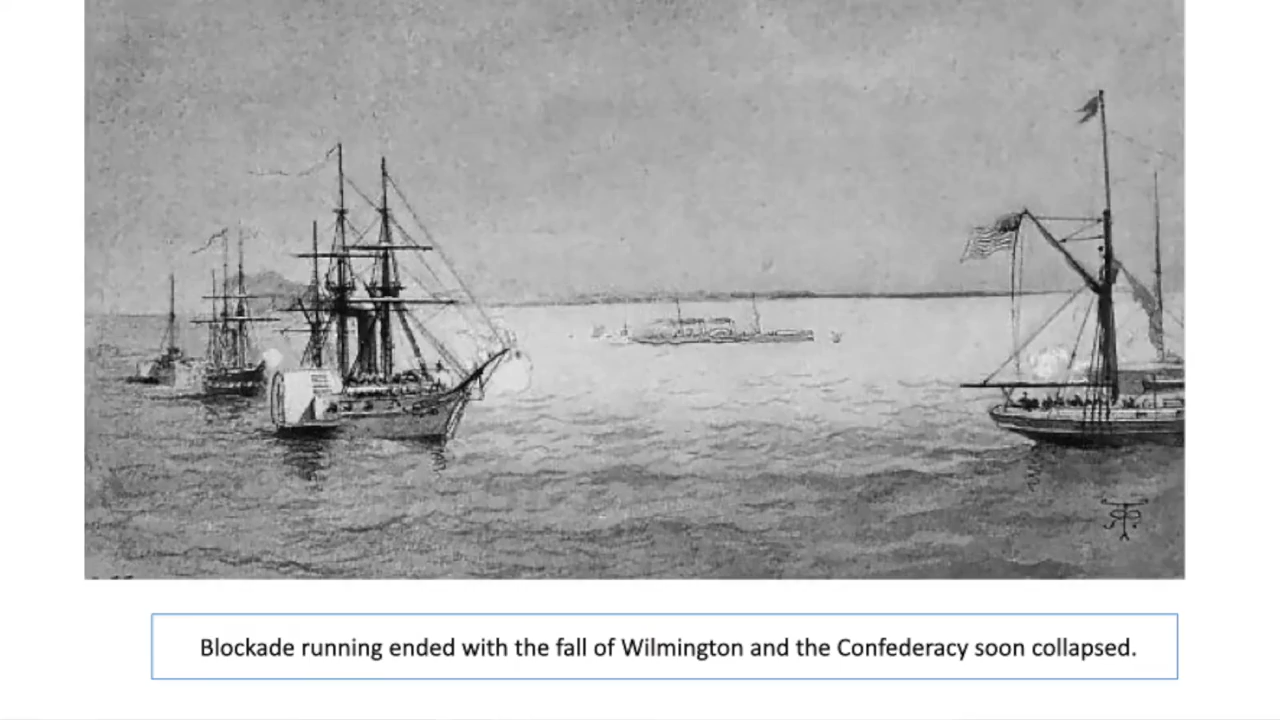 Blockade running ended with the fall of Wilmington and the Confederacy soon collapsed.